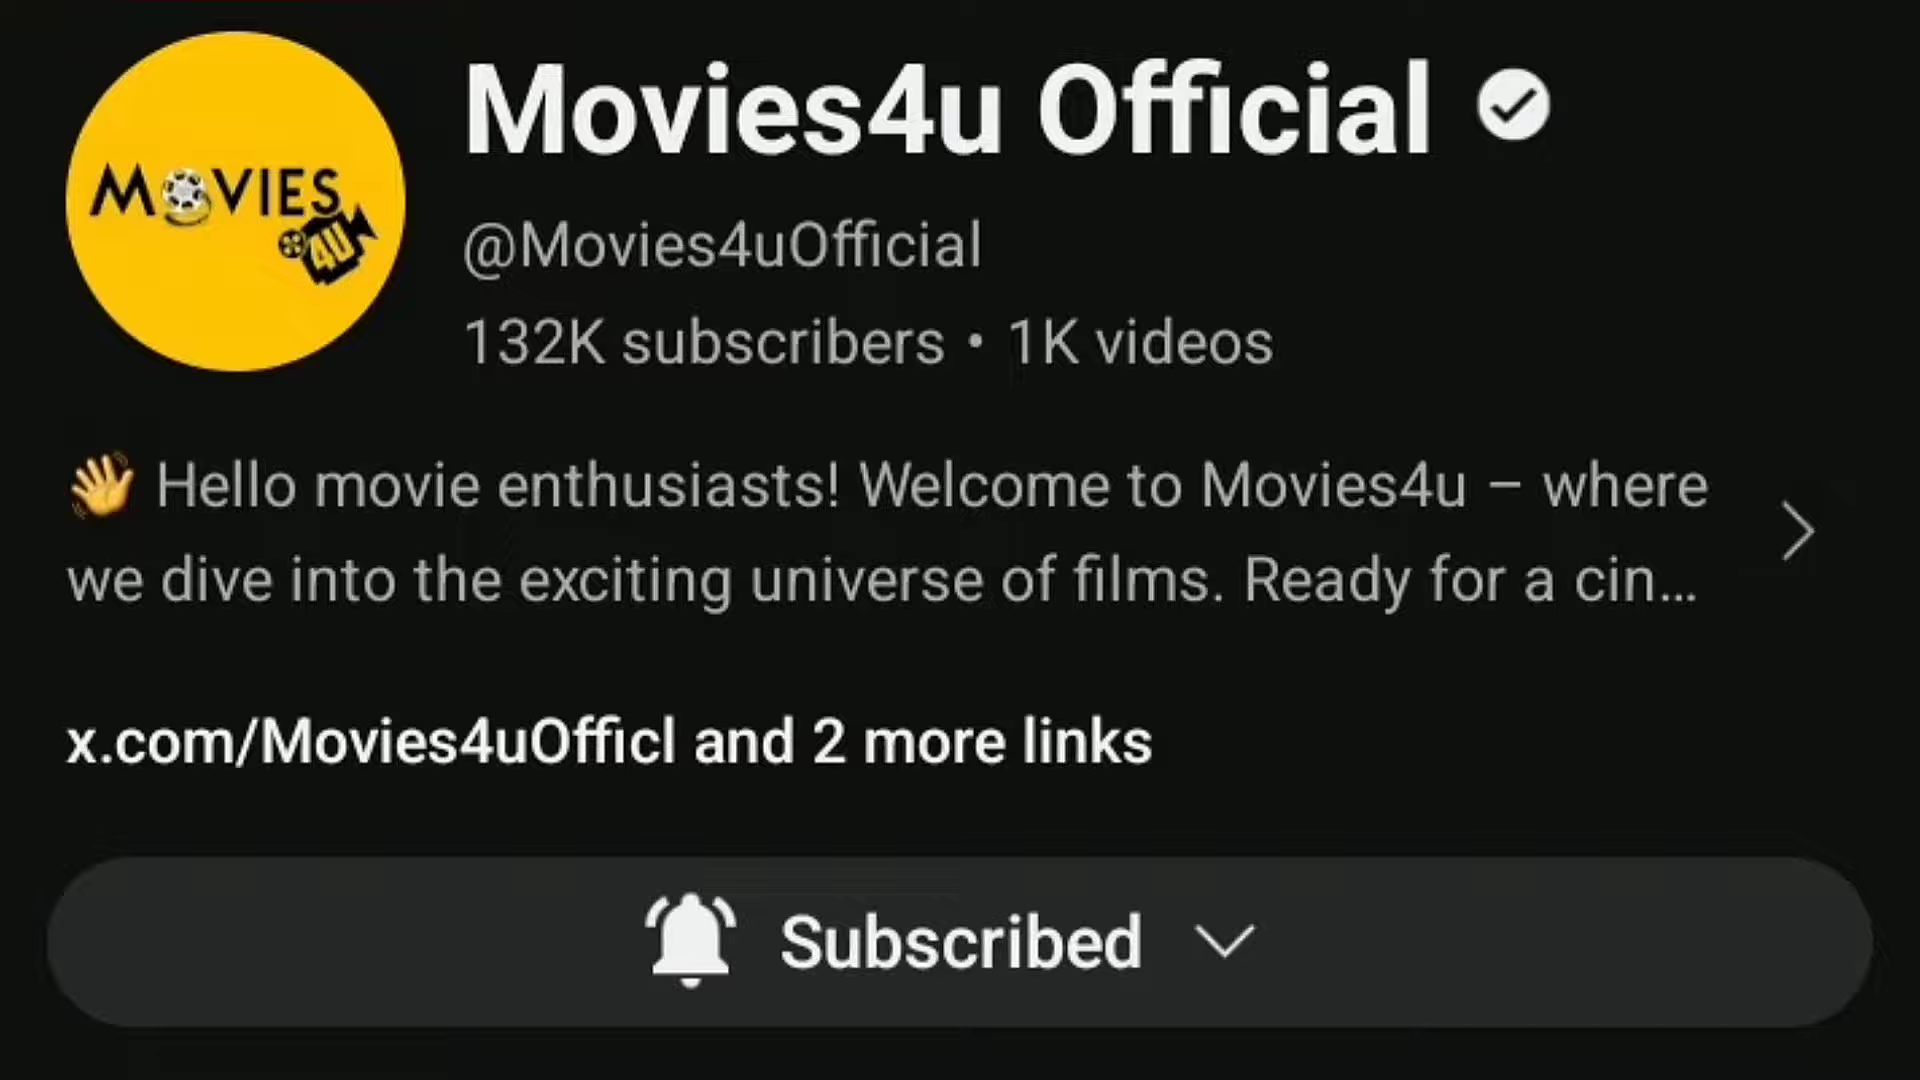 MOVIES
4U
Movies4u Official
@Movies4uOfficial
132K subscribers • 1K videos
👋 Hello movie enthusiasts! Welcome to Movies4u – where
we dive into the exciting universe of films. Ready for a cin...
x.com/Movies4uOfficl and 2 more links
Subscribed